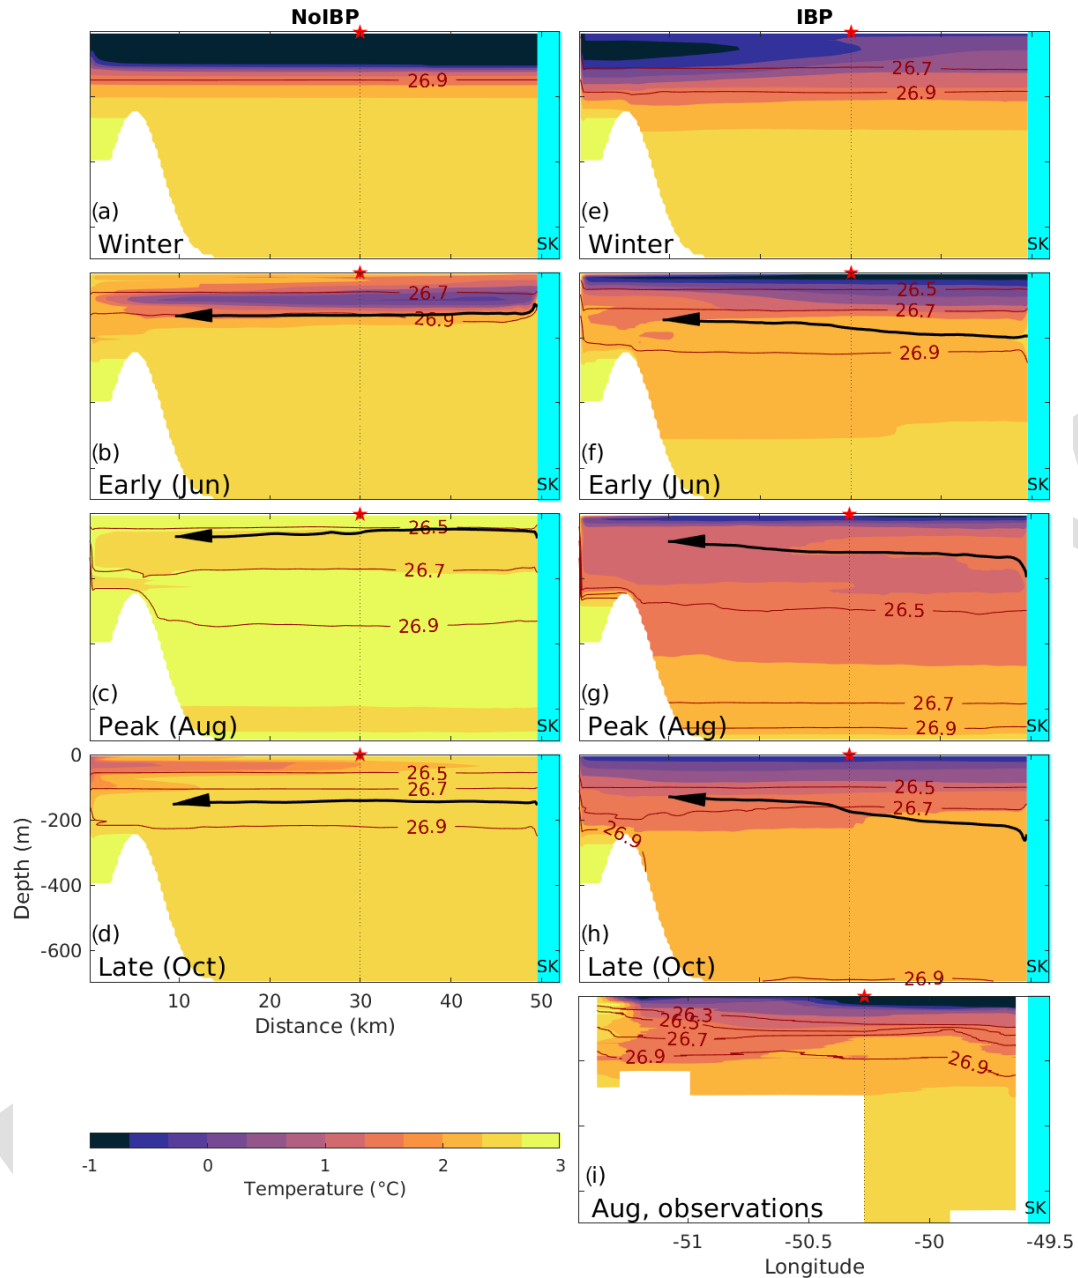 NoIBP
IBP
26.9
(a)
Winter
SK
26.7
26.9
(e)
Winter
SK
26.7
26.9
(b)
Early (Jun)
SK
26.5
26.7
26.9
(f)
Early (Jun)
SK
26.5
26.7
26.9
(c)
Peak (Aug)
SK
26.5
26.7
26.9
(g)
Peak (Aug)
SK
0
-200
-400
-600
Depth (m)
26.5
26.7
26.9
(d)
Late (Oct)
SK
10
20
30
40
50
Distance (km)
26.5
26.7
26.9
(h)
Late (Oct)
26.9
SK
26.3
26.5
26.7
26.9
26.9
(i)
Aug, observations
SK
-51
-50.5
-50
-49.5
Longitude
-1
0
1
2
3
Temperature (°C)